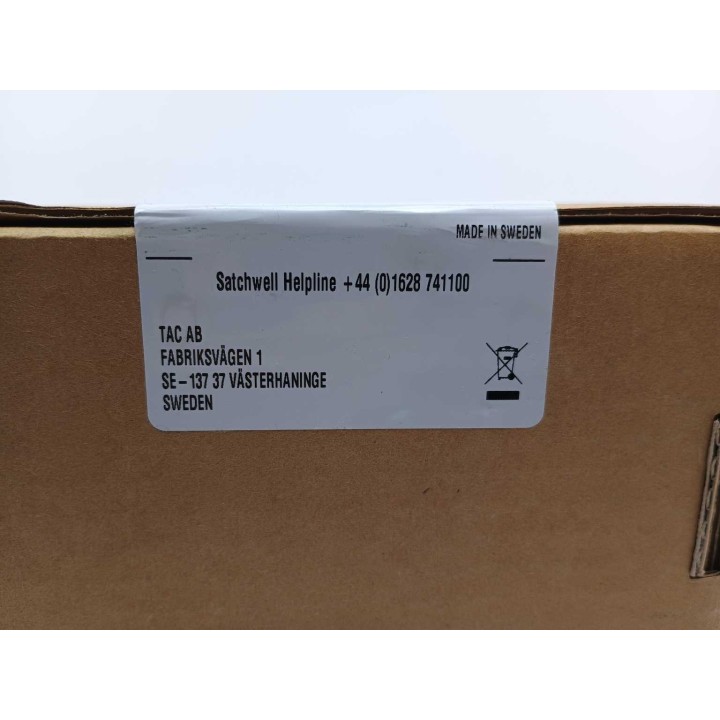 MADE IN SWEDEN
Satchwell Helpline +44 (0)1628 741100
TAC AB
FABRIKSVÄGEN 1
SE–137 37 VÄSTERHANINGE
SWEDEN